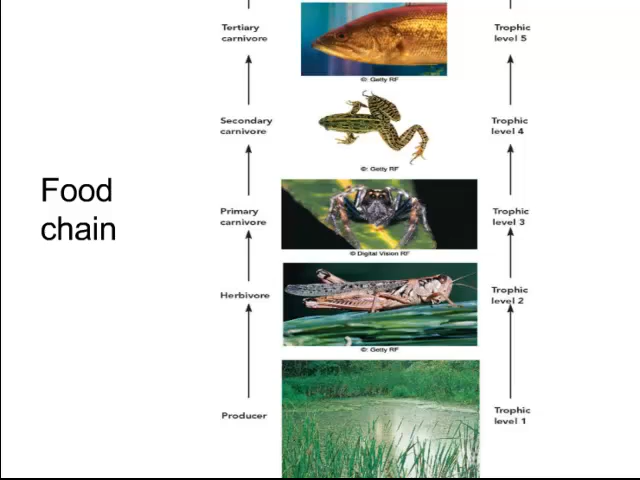 Food
chain
Tertiary
carnivore
Trophic
level 5
©: Getty RF
Secondary
carnivore
Trophic
level 4
©: Getty RF
Primary
carnivore
Trophic
level 3
© Digital Vision RF
Herbivore
Trophic
level 2
©: Getty RF
Producer
Trophic
level 1